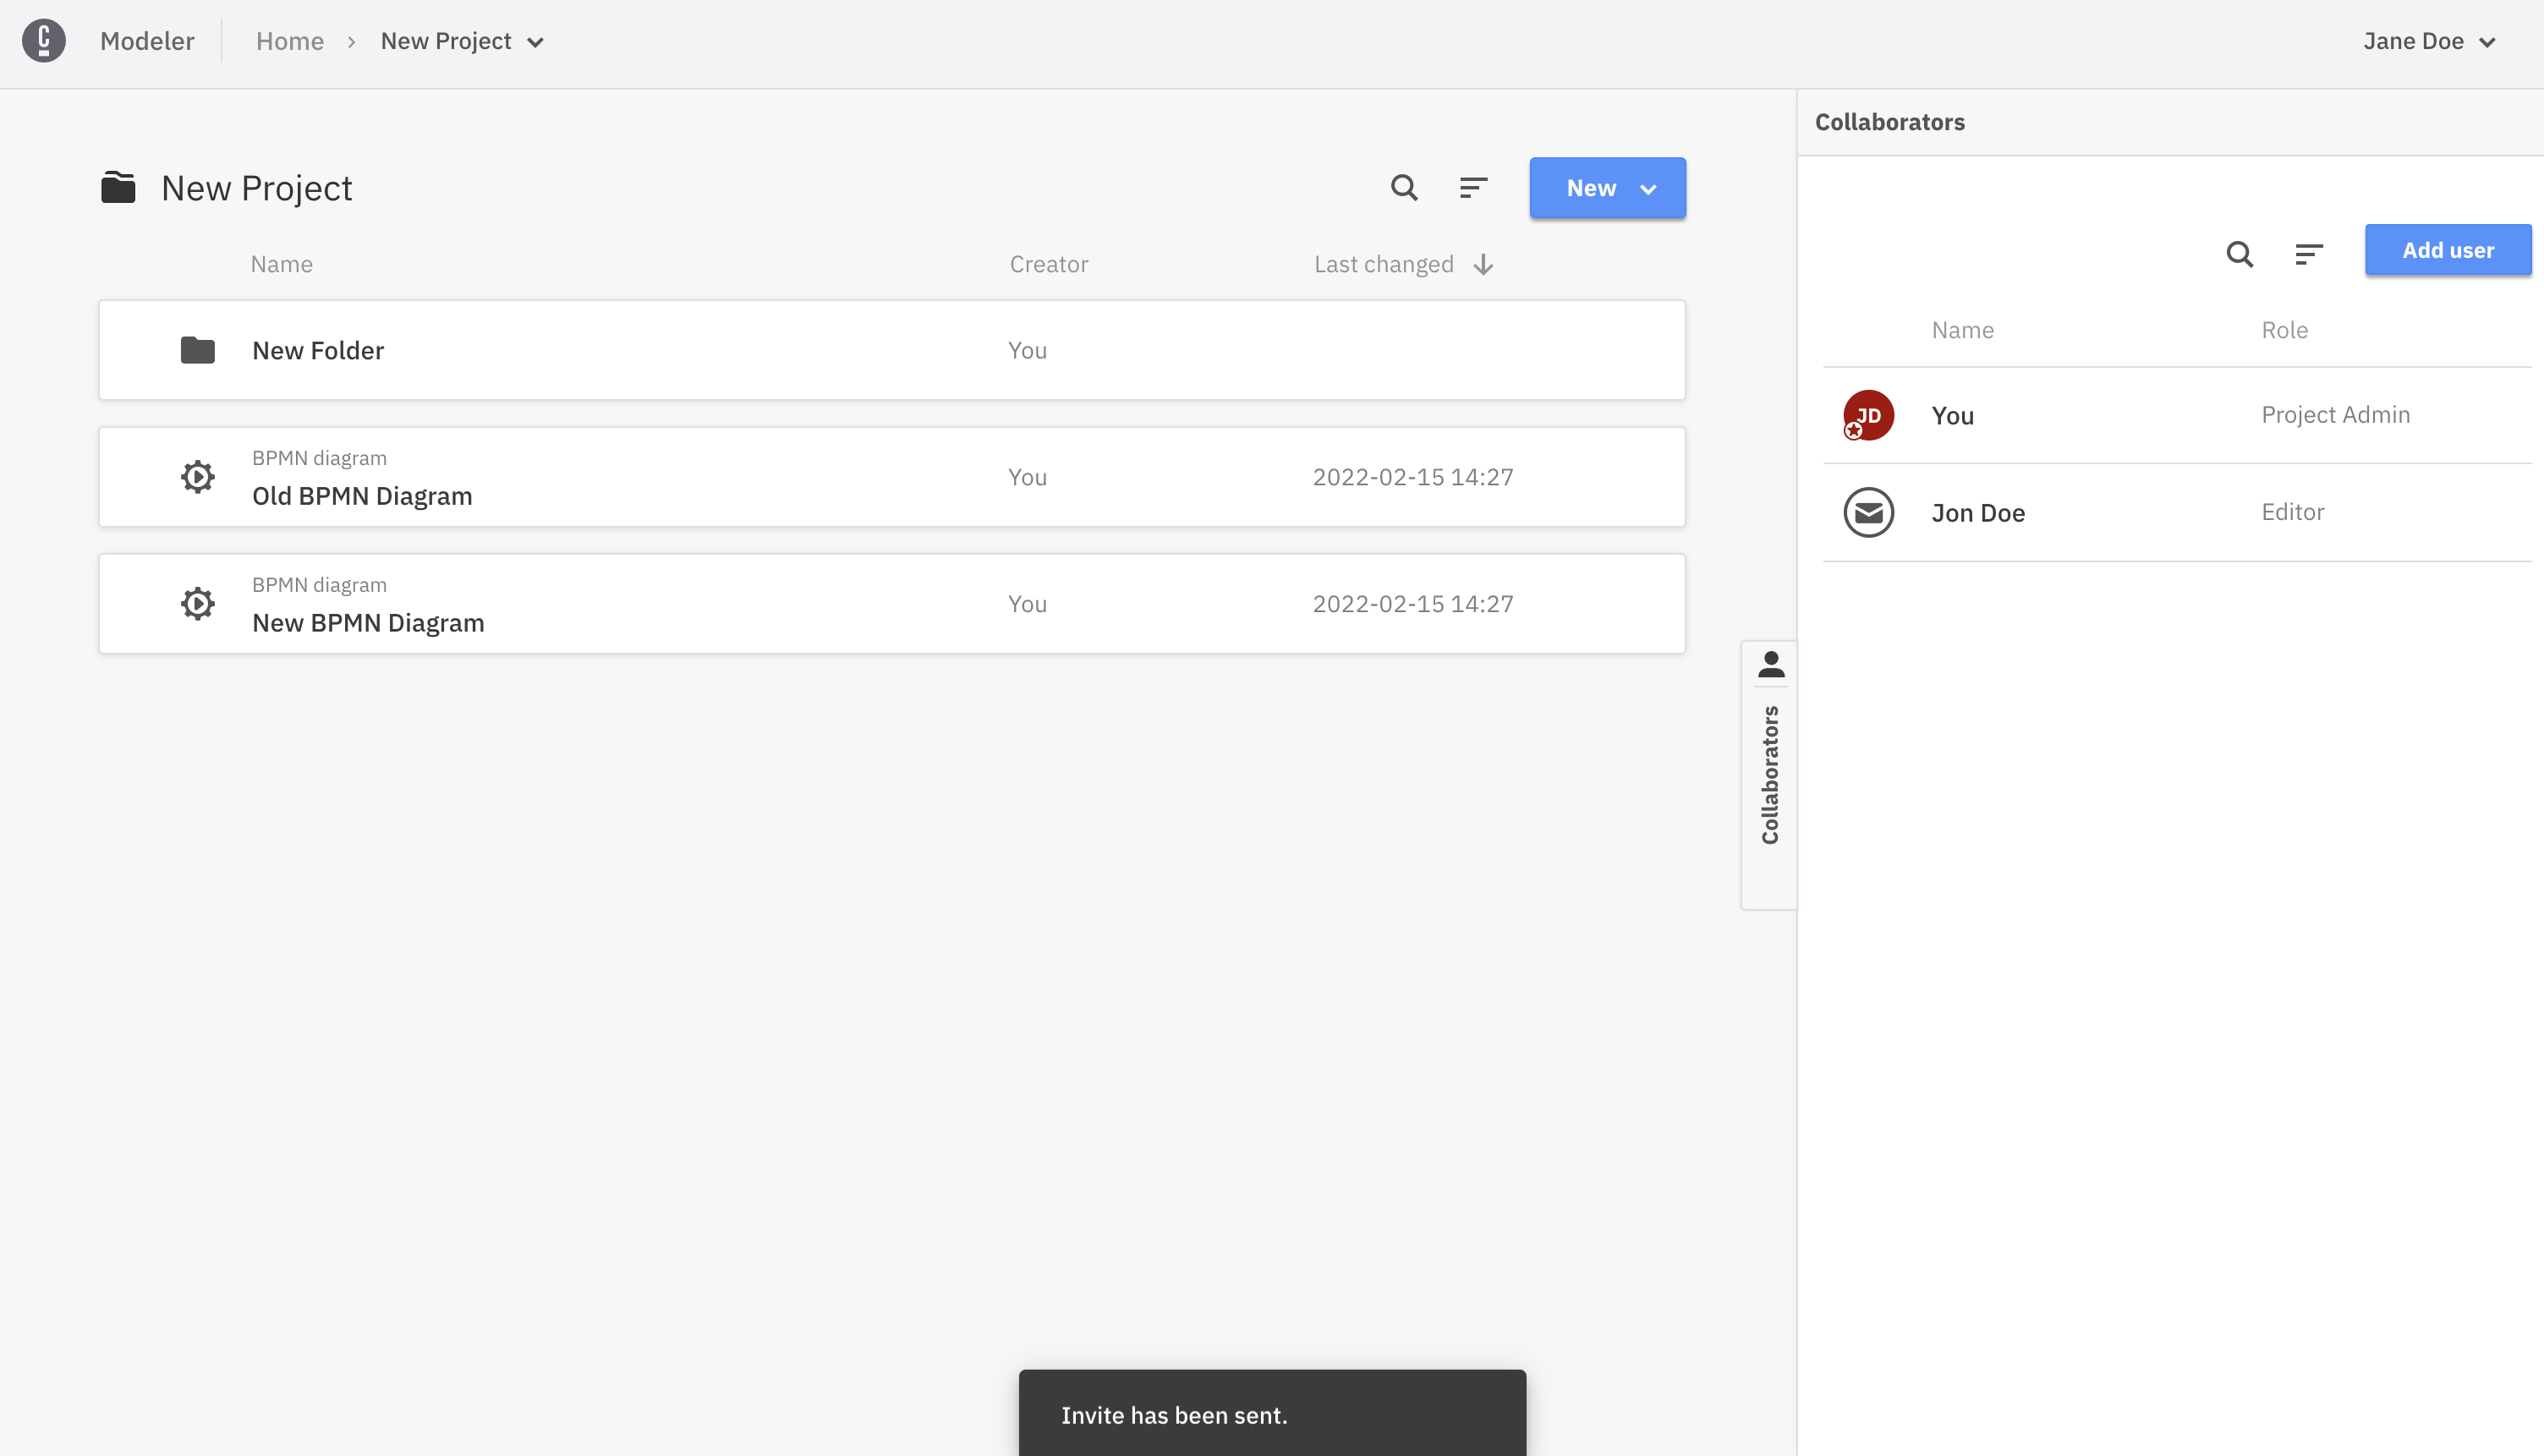 Modeler
Home > New Project
Jane Doe
New Project
New
Name Creator Last changed
New Folder You
BPMN diagram
Old BPMN Diagram You 2022-02-15 14:27
BPMN diagram
New BPMN Diagram You 2022-02-15 14:27
Collaborators
Collaborators
Add user
Name Role
JD You Project Admin
Jon Doe Editor
Invite has been sent.